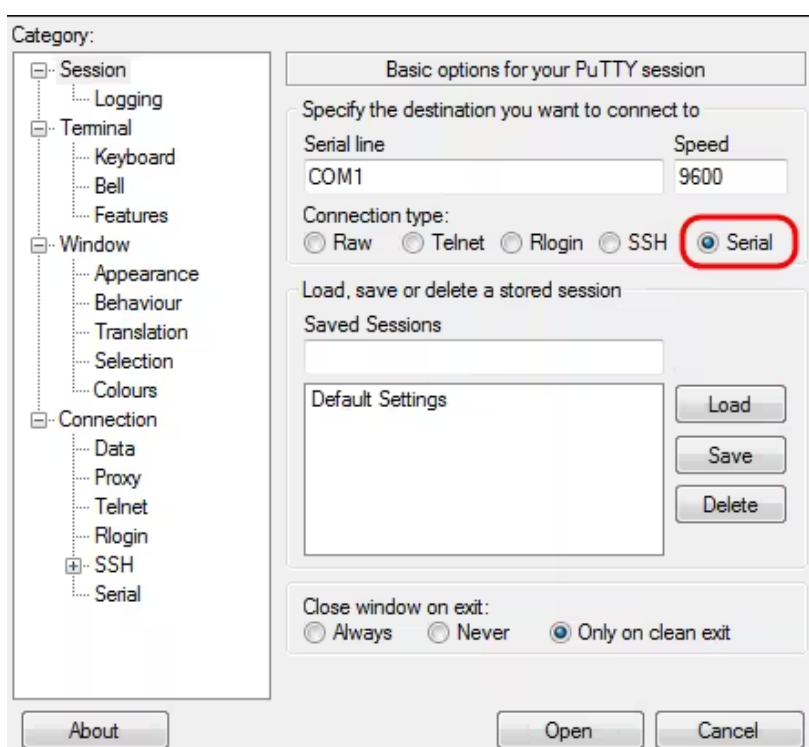 Category:
Session
Logging
Terminal
Keyboard
Bell
Features
Window
Appearance
Behaviour
Translation
Selection
Colours
Connection
Data
Proxy
Telnet
Rlogin
SSH
Serial
Basic options for your PuTTY session
Specify the destination you want to connect to
Serial line Speed
COM1 9600
Connection type:
Raw Telnet Rlogin SSH Serial
Load, save or delete a stored session
Saved Sessions
Default Settings
Load
Save
Delete
Close window on exit:
Always Never Only on clean exit
About Open Cancel